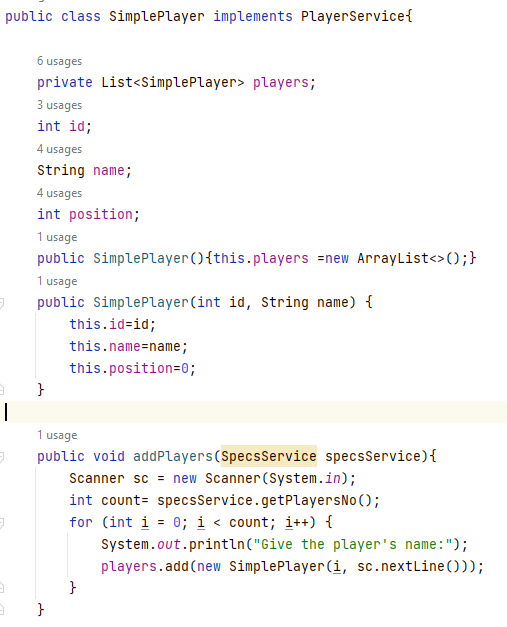 public class SimplePlayer implements PlayerService{
6 usages
private List<SimplePlayer> players;
3 usages
int id;
4 usages
String name;
4 usages
int position;
1 usage
public SimplePlayer(){this.players =new ArrayList<>();}
1 usage
public SimplePlayer(int id, String name) {
this.id=id;
this.name=name;
this.position=0;
}
1 usage
public void addPlayers(SpecsService specsService){
Scanner sc = new Scanner(System.in);
int count= specsService.getPlayersNo();
for (int i = 0; i < count; i++) {
System.out.println("Give the player's name:");
players.add(new SimplePlayer(i, sc.nextLine()));
}
}